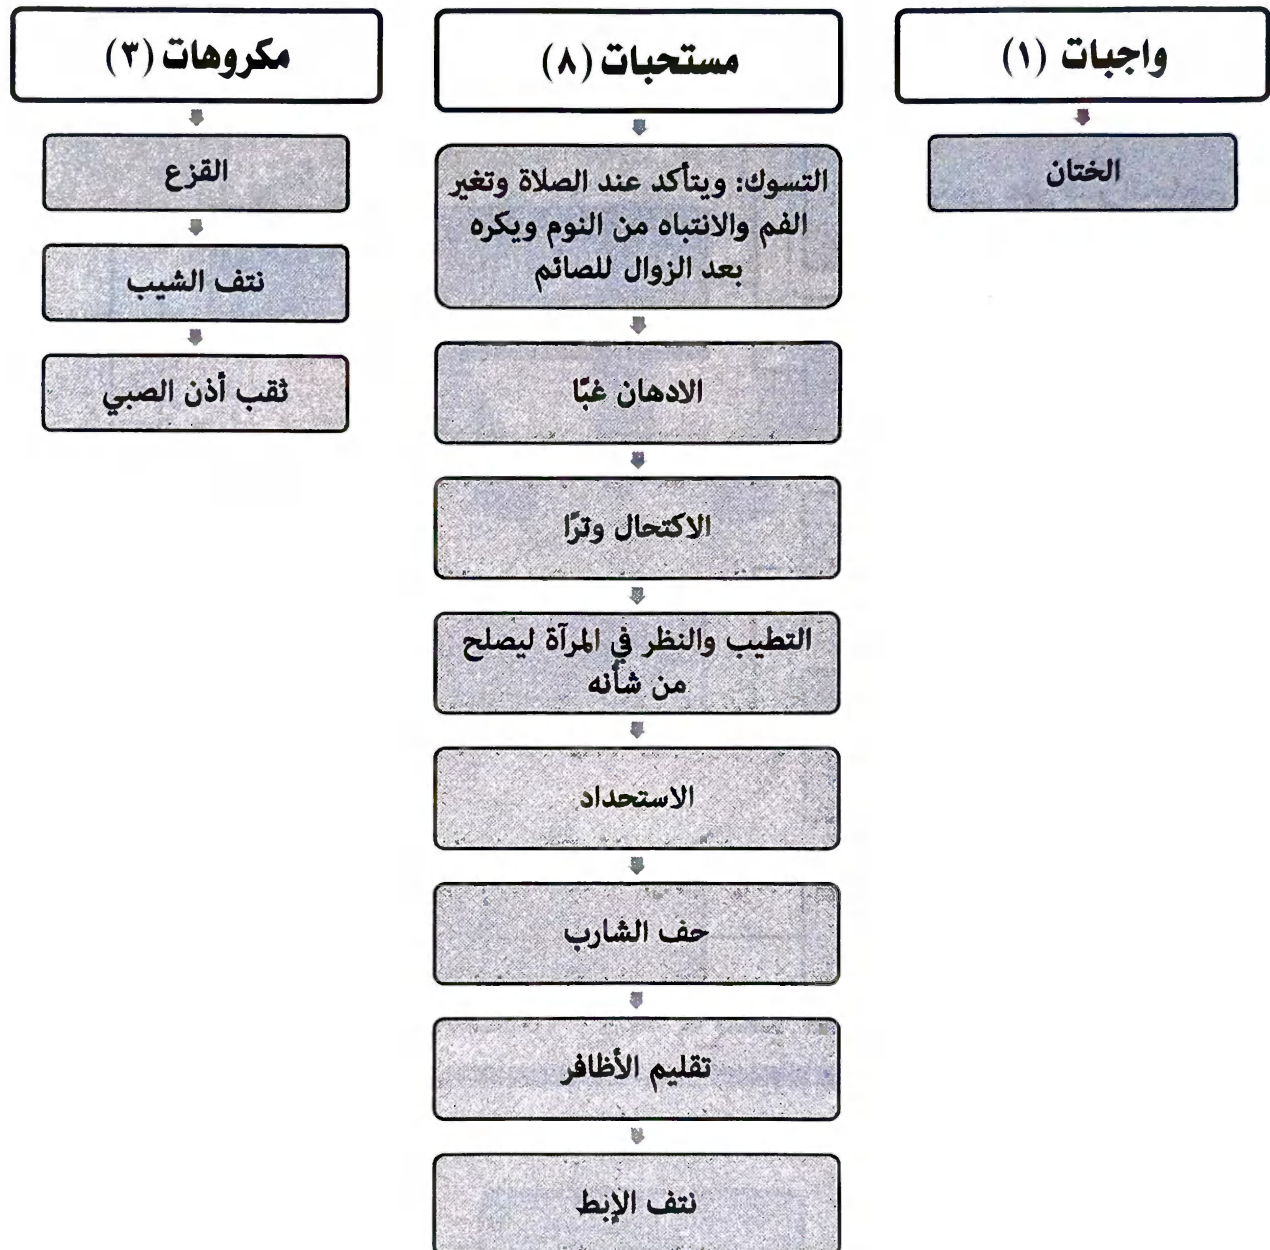 واجبات (١)
الختان
مستحبات (٨)
التسوك: ويتأكد عند الصلاة وتغير
الفم والانتباه من النوم ويكره
بعد الزوال للصائم
الادهان غبًّا
الاكتحال وترًا
التطيب والنظر في المرآة ليصلح
من شأنه
الاستحداد
حف الشارب
تقليم الأظافر
نتف الإبط
مكروهات (٣)
القزع
نتف الشيب
ثقب أذن الصبي